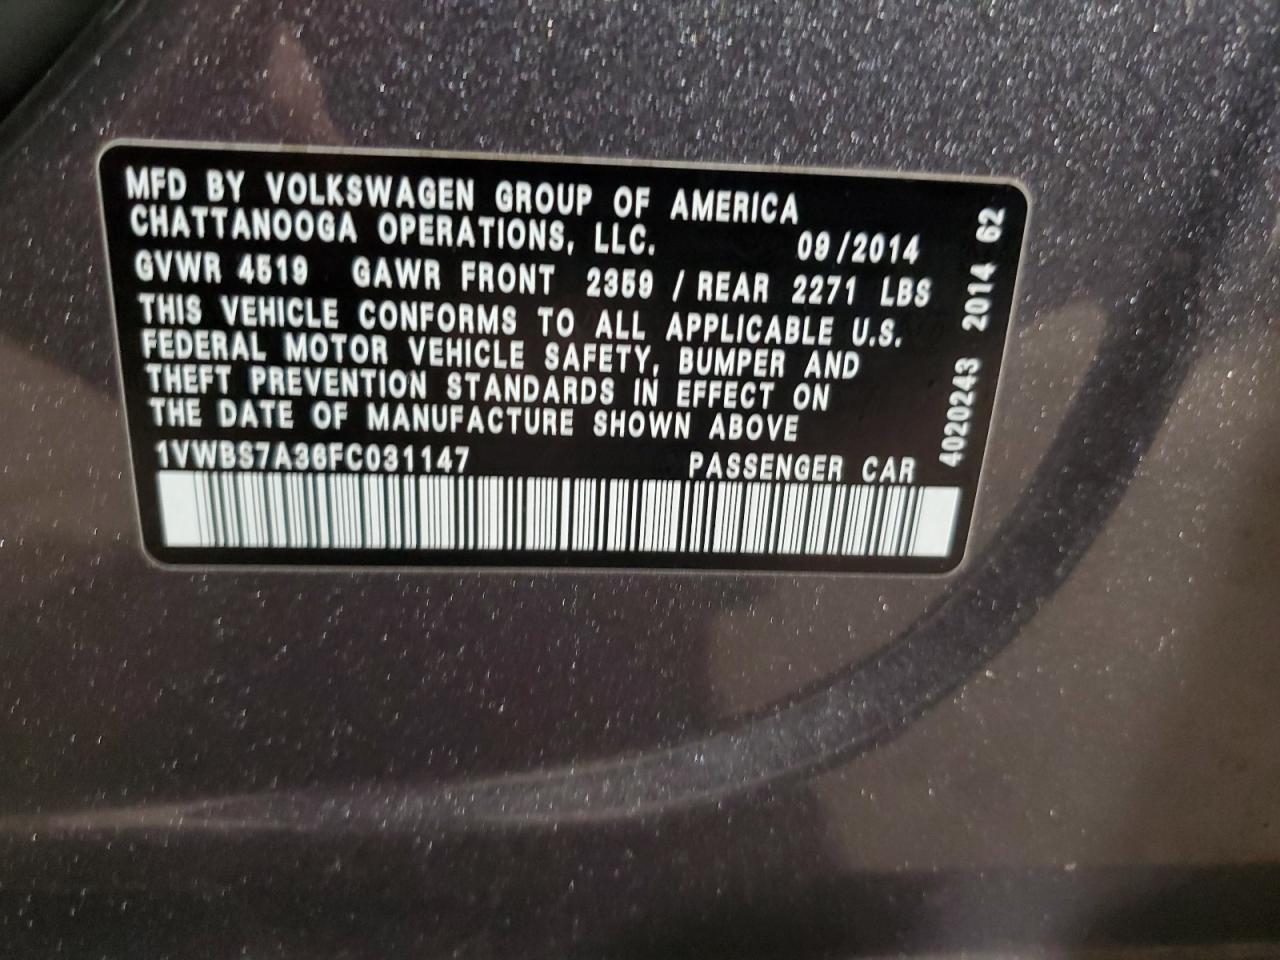 MFD BY VOLKSWAGEN GROUP OF AMERICA
CHATTANOOGA OPERATIONS, LLC. 09/2014
GVWR 4519 GAWR FRONT 2359 / REAR 2271 LBS
THIS VEHICLE CONFORMS TO ALL APPLICABLE U.S.
FEDERAL MOTOR VEHICLE SAFETY, BUMPER AND
THEFT PREVENTION STANDARDS IN EFFECT ON
THE DATE OF MANUFACTURE SHOWN ABOVE
1VWBS7A36FC031147 PASSENGER CAR
4020243 2014 62